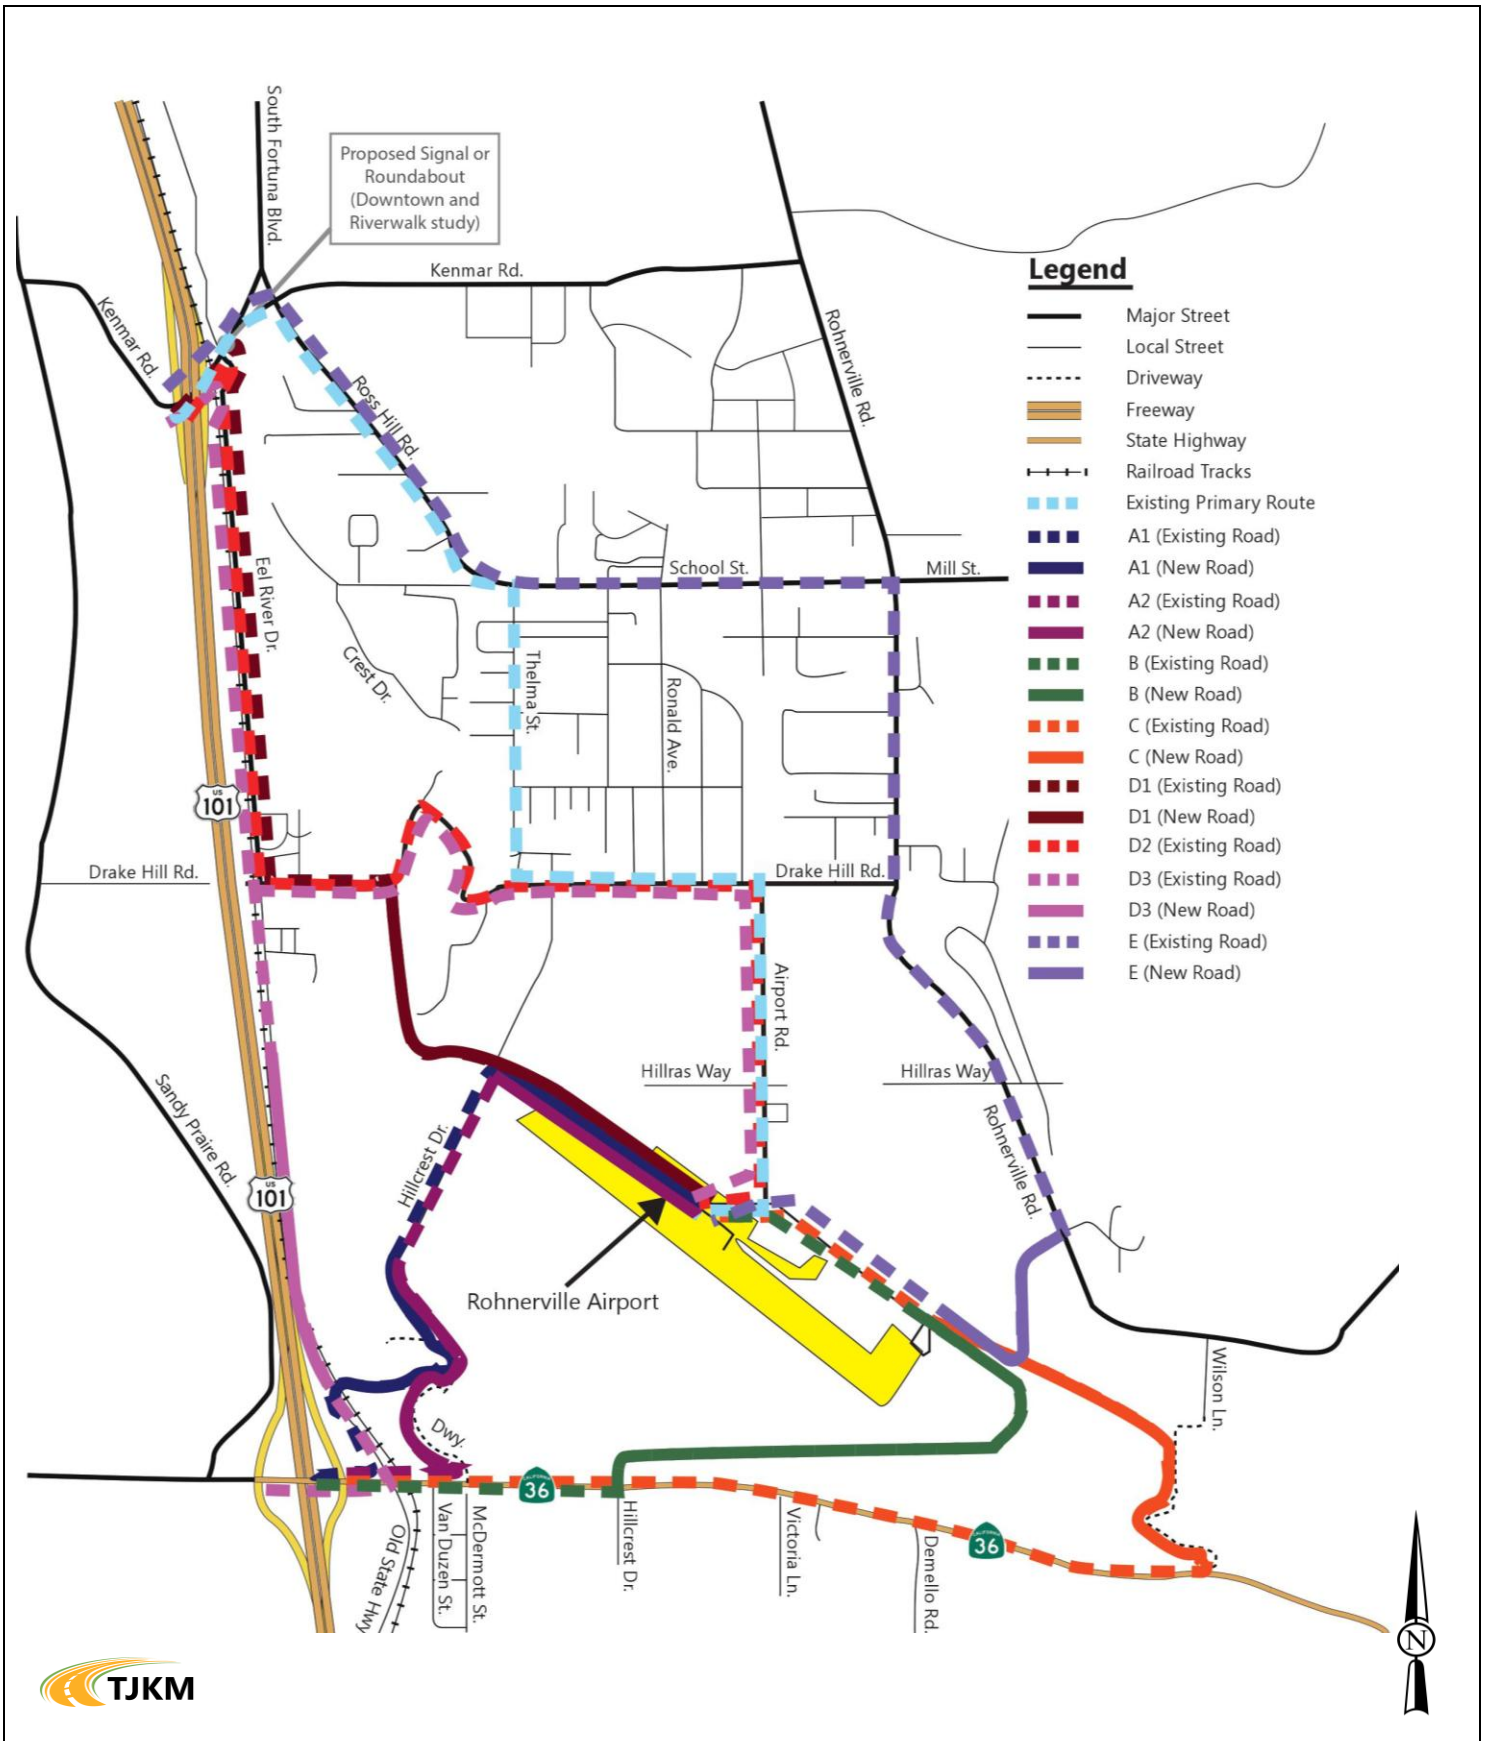 South Fortuna Blvd.
Proposed Signal or
Roundabout
(Downtown and
Riverwalk study)
Kenmar Rd.
Kenmar Rd.
Rohnerville Rd.
Ross Hill Rd.
Legend
Major Street
Local Street
Driveway
Freeway
State Highway
Railroad Tracks
Existing Primary Route
A1 (Existing Road)
A1 (New Road)
A2 (Existing Road)
A2 (New Road)
B (Existing Road)
B (New Road)
C (Existing Road)
C (New Road)
D1 (Existing Road)
D1 (New Road)
D2 (Existing Road)
D3 (Existing Road)
D3 (New Road)
E (Existing Road)
E (New Road)
Eel River Dr.
School St.
Mill St.
Crest Dr.
Thelma St.
Ronald Ave.
US
101
Drake Hill Rd.
Drake Hill Rd.
Airport Rd.
Hillras Way
Hillras Way
Sandy Praire Rd.
Hillcrest Dr.
Rohnerville Rd.
US
101
Rohnerville Airport
Wilson Ln.
Dwy.
CALIFORNIA
36
Old State Hwy
Van Duzen St.
McDermott St.
Hillcrest Dr.
Victoria Ln.
Demello Rd.
CALIFORNIA
36
N
TJKM